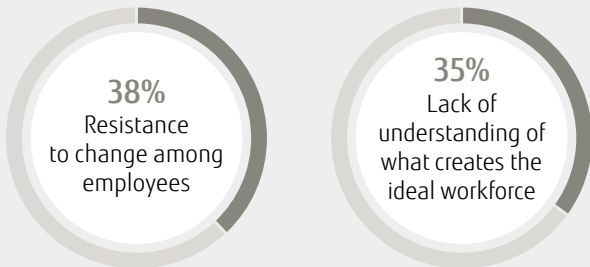 38%
Resistance
to change among
employees
35%
Lack of
understanding of
what creates the
ideal workforce